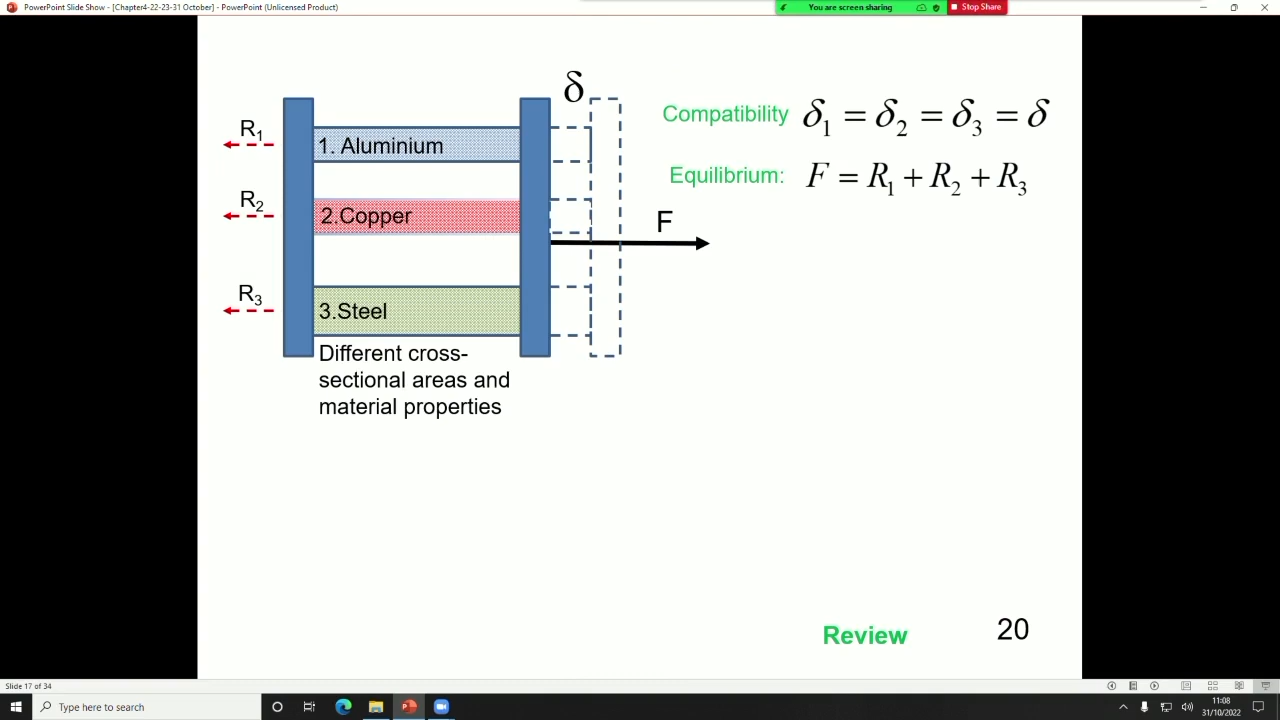 PowerPoint Slide Show - [Chapter4-22-23-31 October] - PowerPoint (Unlicensed Product)
You are screen sharing
Stop Share
δ
Compatibility δ₁ = δ₂ = δ₃ = δ
R₁
1. Aluminium
Equilibrium: F = R₁ + R₂ + R₃
R₂
2.Copper
F
R₃
3.Steel
Different cross-
sectional areas and
material properties
Review
20
Slide 17 of 34
Type here to search
11:08
31/10/2022